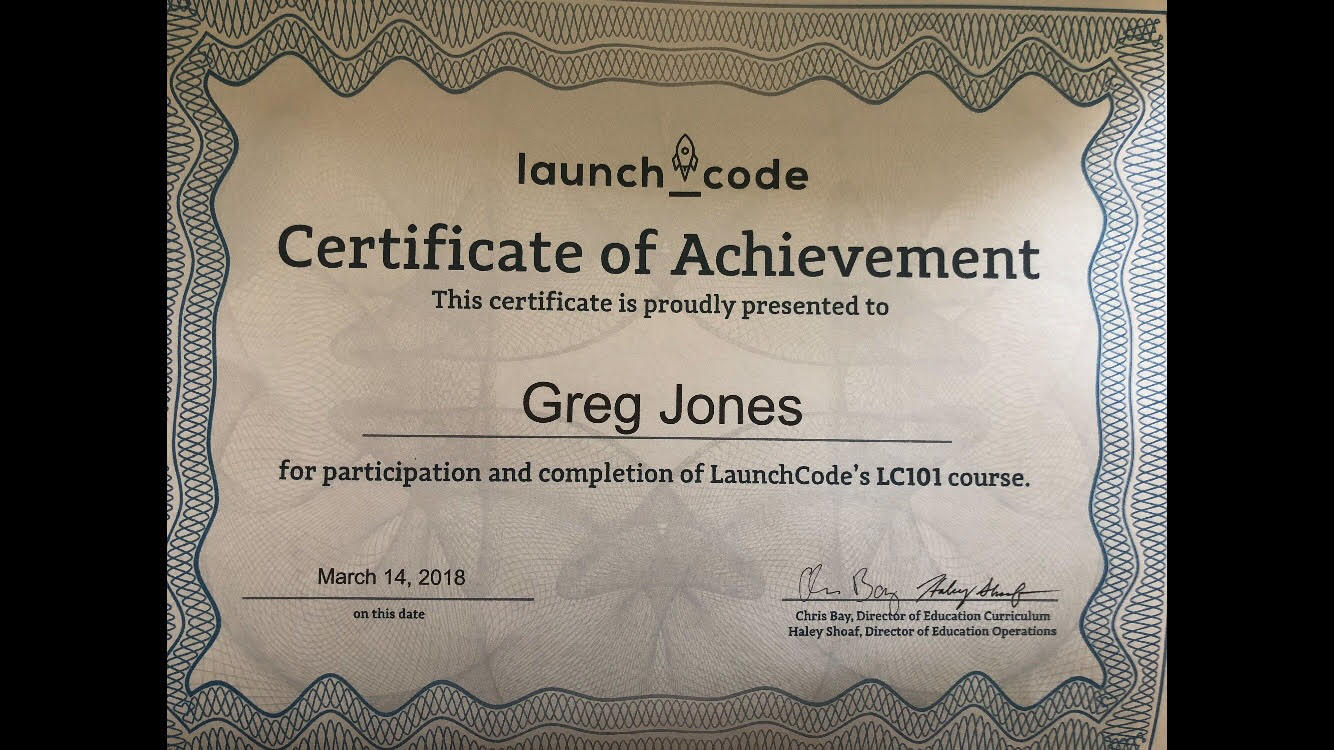 launch_code
Certificate of Achievement
This certificate is proudly presented to
Greg Jones
for participation and completion of LaunchCode's LC101 course.
March 14, 2018
on this date
Chris Bay Haley Shoaf
Chris Bay, Director of Education Curriculum
Haley Shoaf, Director of Education Operations